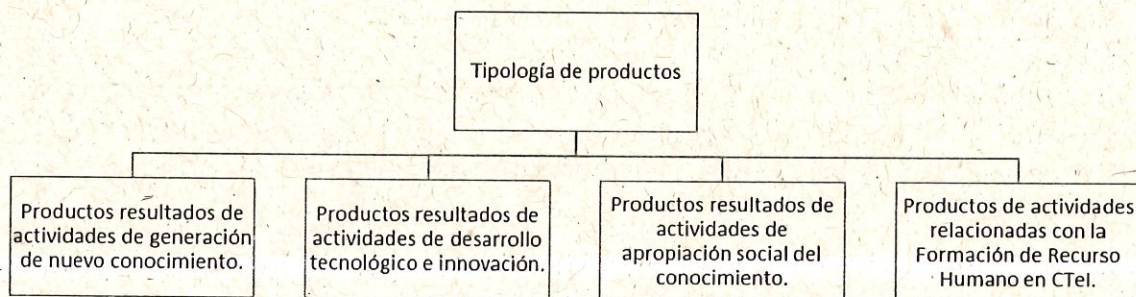 Tipología de productos
Productos resultados de
actividades de generación
de nuevo conocimiento.
Productos resultados de
actividades de desarrollo
tecnológico e innovación.
Productos resultados de
actividades de
apropiación social del
conocimiento.
Productos de actividades
relacionadas con la
Formación de Recurso
Humano en CTeI.